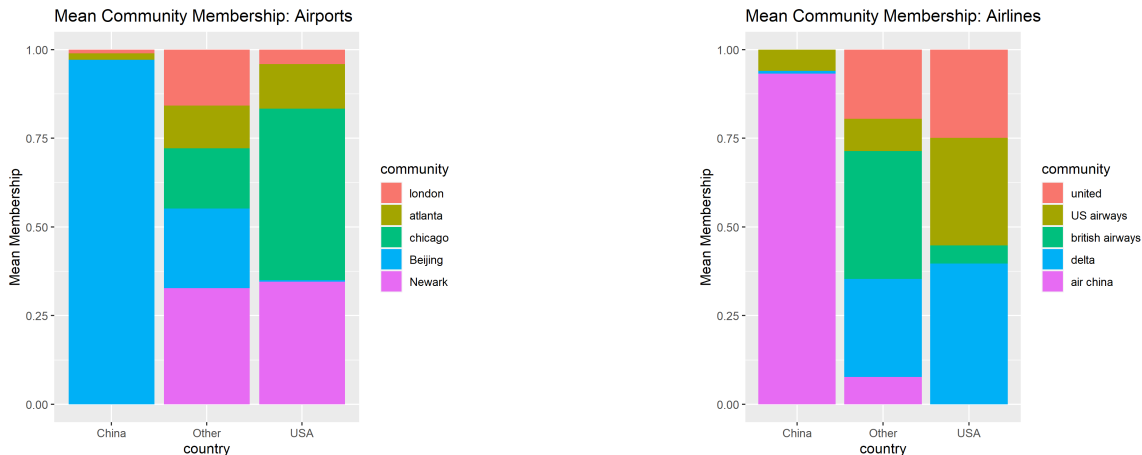 Mean Community Membership: Airports
1.00
0.75
0.50
0.25
0.00
Mean Membership
China
Other
USA
country
community
london
atlanta
chicago
Beijing
Newark
Mean Community Membership: Airlines
1.00
0.75
0.50
0.25
0.00
Mean Membership
China
Other
USA
country
community
united
US airways
british airways
delta
air china